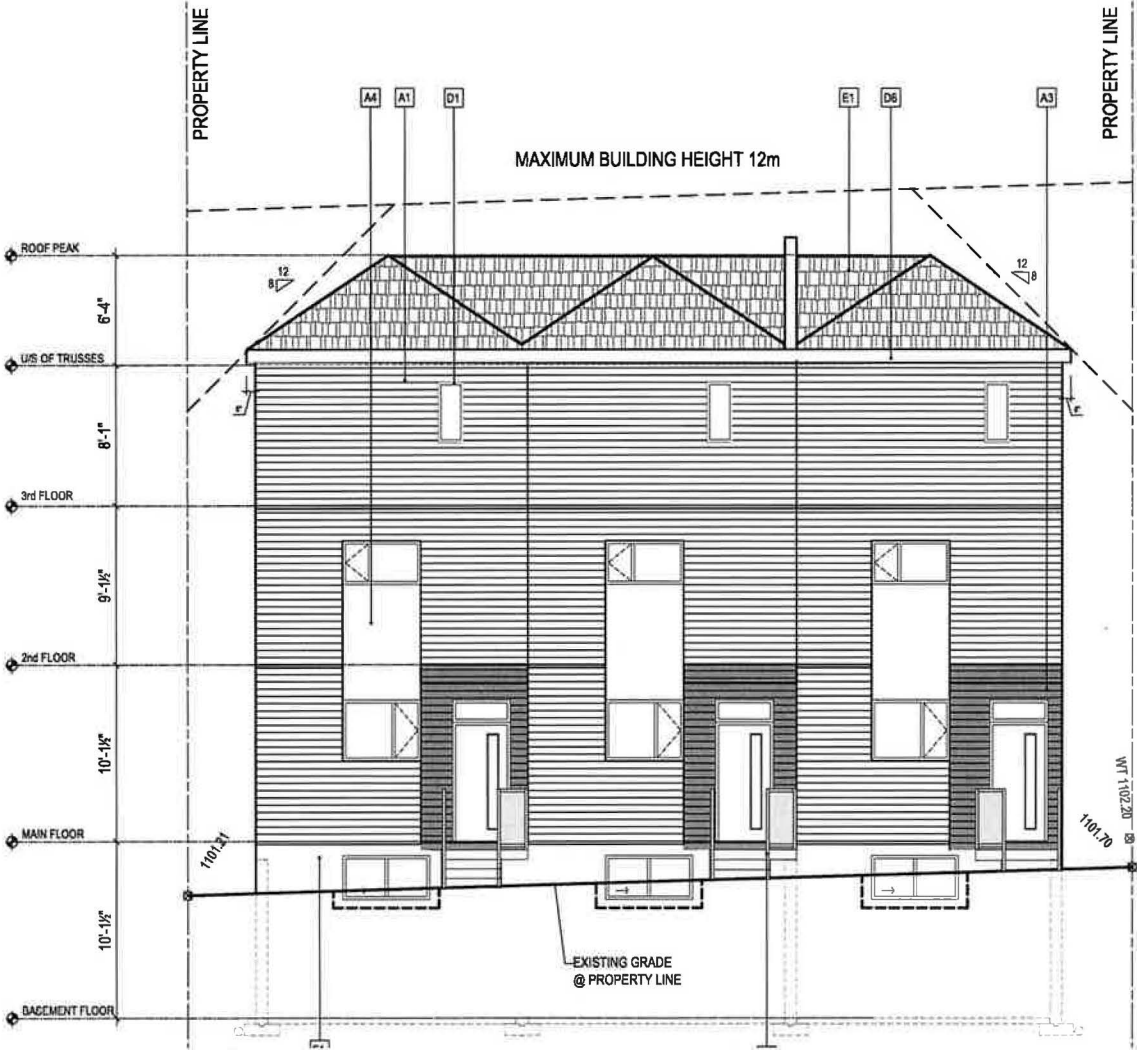 PROPERTY LINE
PROPERTY LINE
A4
A1
D1
E1
D6
A3
MAXIMUM BUILDING HEIGHT 12m
ROOF PEAK
12
8
12
8
6'-4"
U/S OF TRUSSES
8'-1"
3rd FLOOR
9'-1½"
2nd FLOOR
10'-1½"
MAIN FLOOR
1101.21
WT 1102.20
1101.70
10'-1½"
EXISTING GRADE
@ PROPERTY LINE
BASEMENT FLOOR